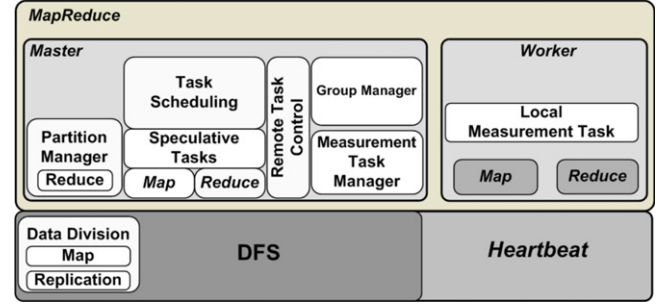 MapReduce
Master
Task
Scheduling
Speculative
Tasks
Map
Reduce
Partition
Manager
Reduce
Remote Task
Control
Group Manager
Measurement
Task
Manager
Worker
Local
Measurement Task
Map
Reduce
Data Division
Map
Replication
DFS
Heartbeat